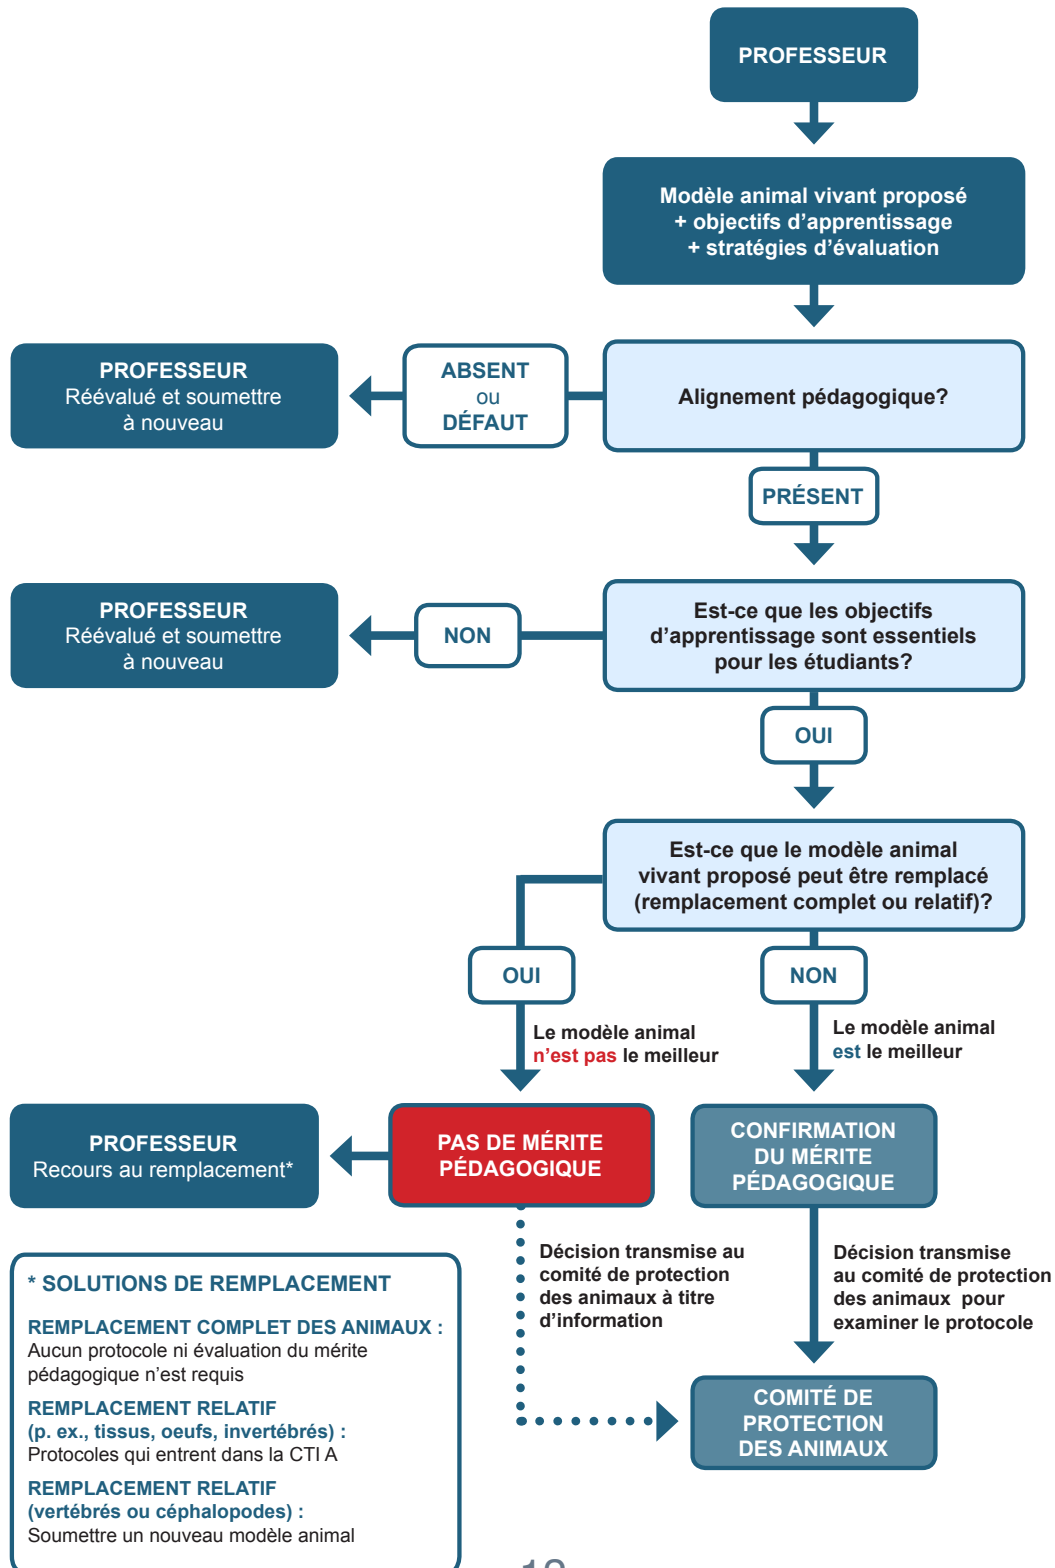 PROFESSEUR
Modèle animal vivant proposé
+ objectifs d'apprentissage
+ stratégies d'évaluation
Alignement pédagogique?
ABSENT
ou
DÉFAUT
PROFESSEUR
Réévalué et soumettre
à nouveau
PRÉSENT
Est-ce que les objectifs
d'apprentissage sont essentiels
pour les étudiants?
NON
PROFESSEUR
Réévalué et soumettre
à nouveau
OUI
Est-ce que le modèle animal
vivant proposé peut être remplacé
(remplacement complet ou relatif)?
OUI
Le modèle animal
n'est pas le meilleur
NON
Le modèle animal
est le meilleur
PROFESSEUR
Recours au remplacement*
PAS DE MÉRITE
PÉDAGOGIQUE
CONFIRMATION
DU MÉRITE
PÉDAGOGIQUE
Décision transmise au
comité de protection
des animaux à titre
d'information
Décision transmise
au comité de protection
des animaux pour
examiner le protocole
COMITÉ DE
PROTECTION
DES ANIMAUX
* SOLUTIONS DE REMPLACEMENT
REMPLACEMENT COMPLET DES ANIMAUX :
Aucun protocole ni évaluation du mérite
pédagogique n'est requis
REMPLACEMENT RELATIF
(p. ex., tissus, oeufs, invertébrés) :
Protocoles qui entrent dans la CTI A
REMPLACEMENT RELATIF
(vertébrés ou céphalopodes) :
Soumettre un nouveau modèle animal